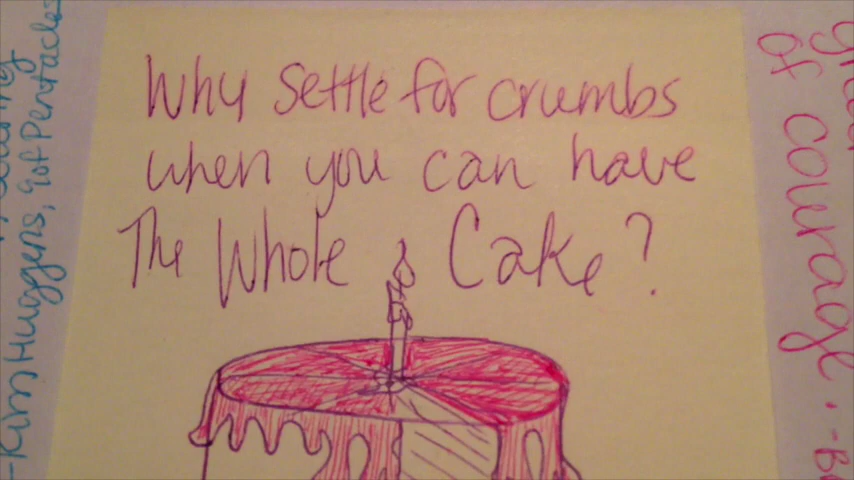 Why Settle for crumbs
when you can have
The Whole Cake?
of courage.
-Kim Huggens, 9 of Pentacles